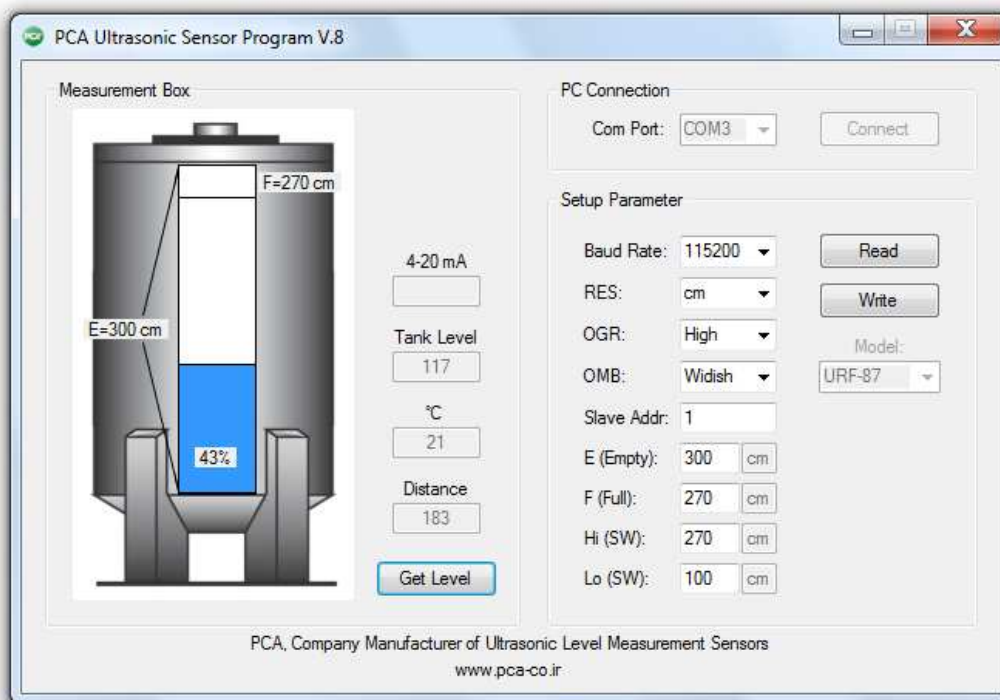 PCA Ultrasonic Sensor Program V.8
Measurement Box
F=270 cm
E=300 cm
43%
4-20 mA
Tank Level
117
°C
21
Distance
183
Get Level
PC Connection
Com Port: COM3 Connect
Setup Parameter
Baud Rate: 115200 Read
RES: cm Write
OGR: High
Model:
OMB: Widish URF-87
Slave Addr: 1
E (Empty): 300 cm
F (Full): 270 cm
Hi (SW): 270 cm
Lo (SW): 100 cm
PCA, Company Manufacturer of Ultrasonic Level Measurement Sensors
www.pca-co.ir